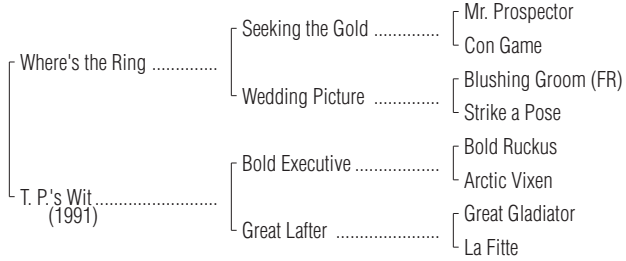 Mr. Prospector
Seeking the Gold ..............
Con Game
Where's the Ring ..............
Blushing Groom (FR)
Wedding Picture ..............
Strike a Pose
Bold Ruckus
Bold Executive ..................
Arctic Vixen
T. P.'s Wit..........................
(1991)
Great Gladiator
Great Lafter ......................
La Fitte